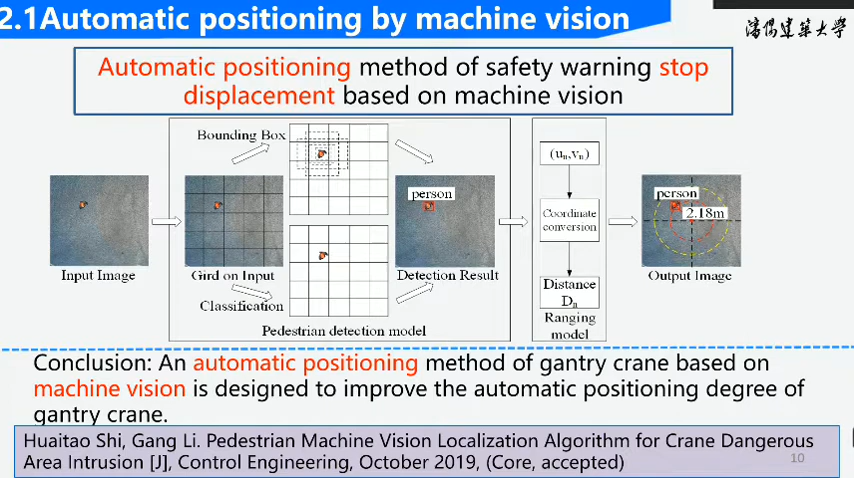 2.1Automatic positioning by machine vision
瀋陽建築大學
Automatic positioning method of safety warning stop
displacement based on machine vision
Bounding Box
person
Input Image
Gird on Input
Classification
Detection Result
Pedestrian detection model
(uₙ,vₙ)
Coordinate
conversion
Distance
Dₙ
Ranging
model
person
2.18m
Output Image
Conclusion: An automatic positioning method of gantry crane based on
machine vision is designed to improve the automatic positioning degree of
gantry crane.
Huaitao Shi, Gang Li. Pedestrian Machine Vision Localization Algorithm for Crane Dangerous
Area Intrusion [J], Control Engineering, October 2019, (Core, accepted)
10